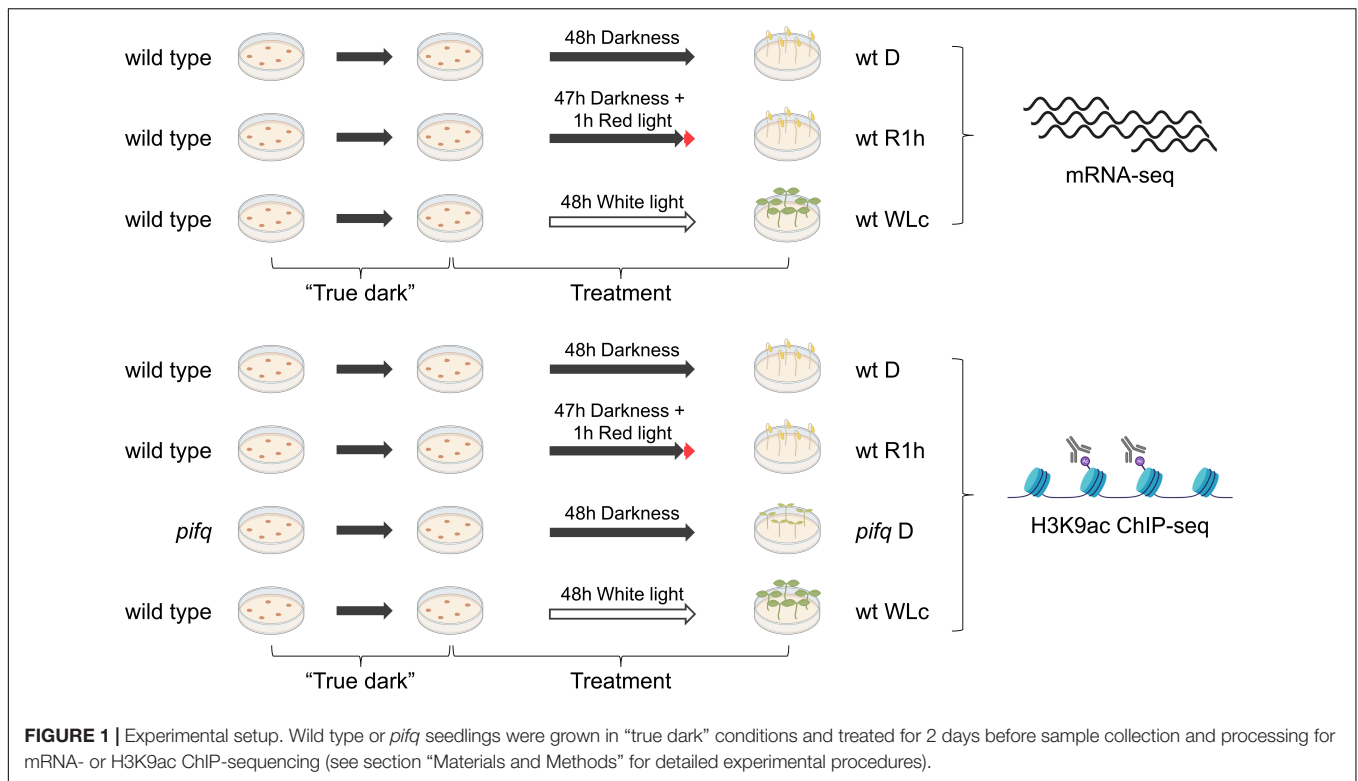 wild type
48h Darkness
wt D
wild type
47h Darkness +
1h Red light
wt R1h
wild type
48h White light
wt WLc
mRNA-seq
“True dark”
Treatment
wild type
48h Darkness
wt D
wild type
47h Darkness +
1h Red light
wt R1h
pifq
48h Darkness
pifq D
wild type
48h White light
wt WLc
Ac
Ac
H3K9ac ChIP-seq
“True dark”
Treatment
FIGURE 1 | Experimental setup. Wild type or pifq seedlings were grown in “true dark” conditions and treated for 2 days before sample collection and processing for
mRNA- or H3K9ac ChIP-sequencing (see section “Materials and Methods” for detailed experimental procedures).